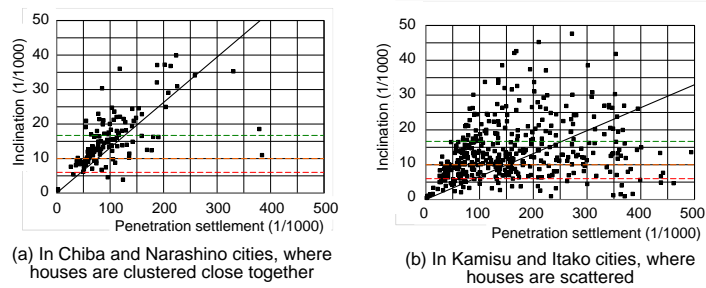 50
40
30
20
10
0
Inclination (1/1000)
0 100 200 300 400 500
Penetration settlement (1/1000)
(a) In Chiba and Narashino cities, where
houses are clustered close together
50
40
30
20
10
0
Inclination (1/1000)
0 100 200 300 400 500
Penetration settlement (1/1000)
(b) In Kamisu and Itako cities, where
houses are scattered